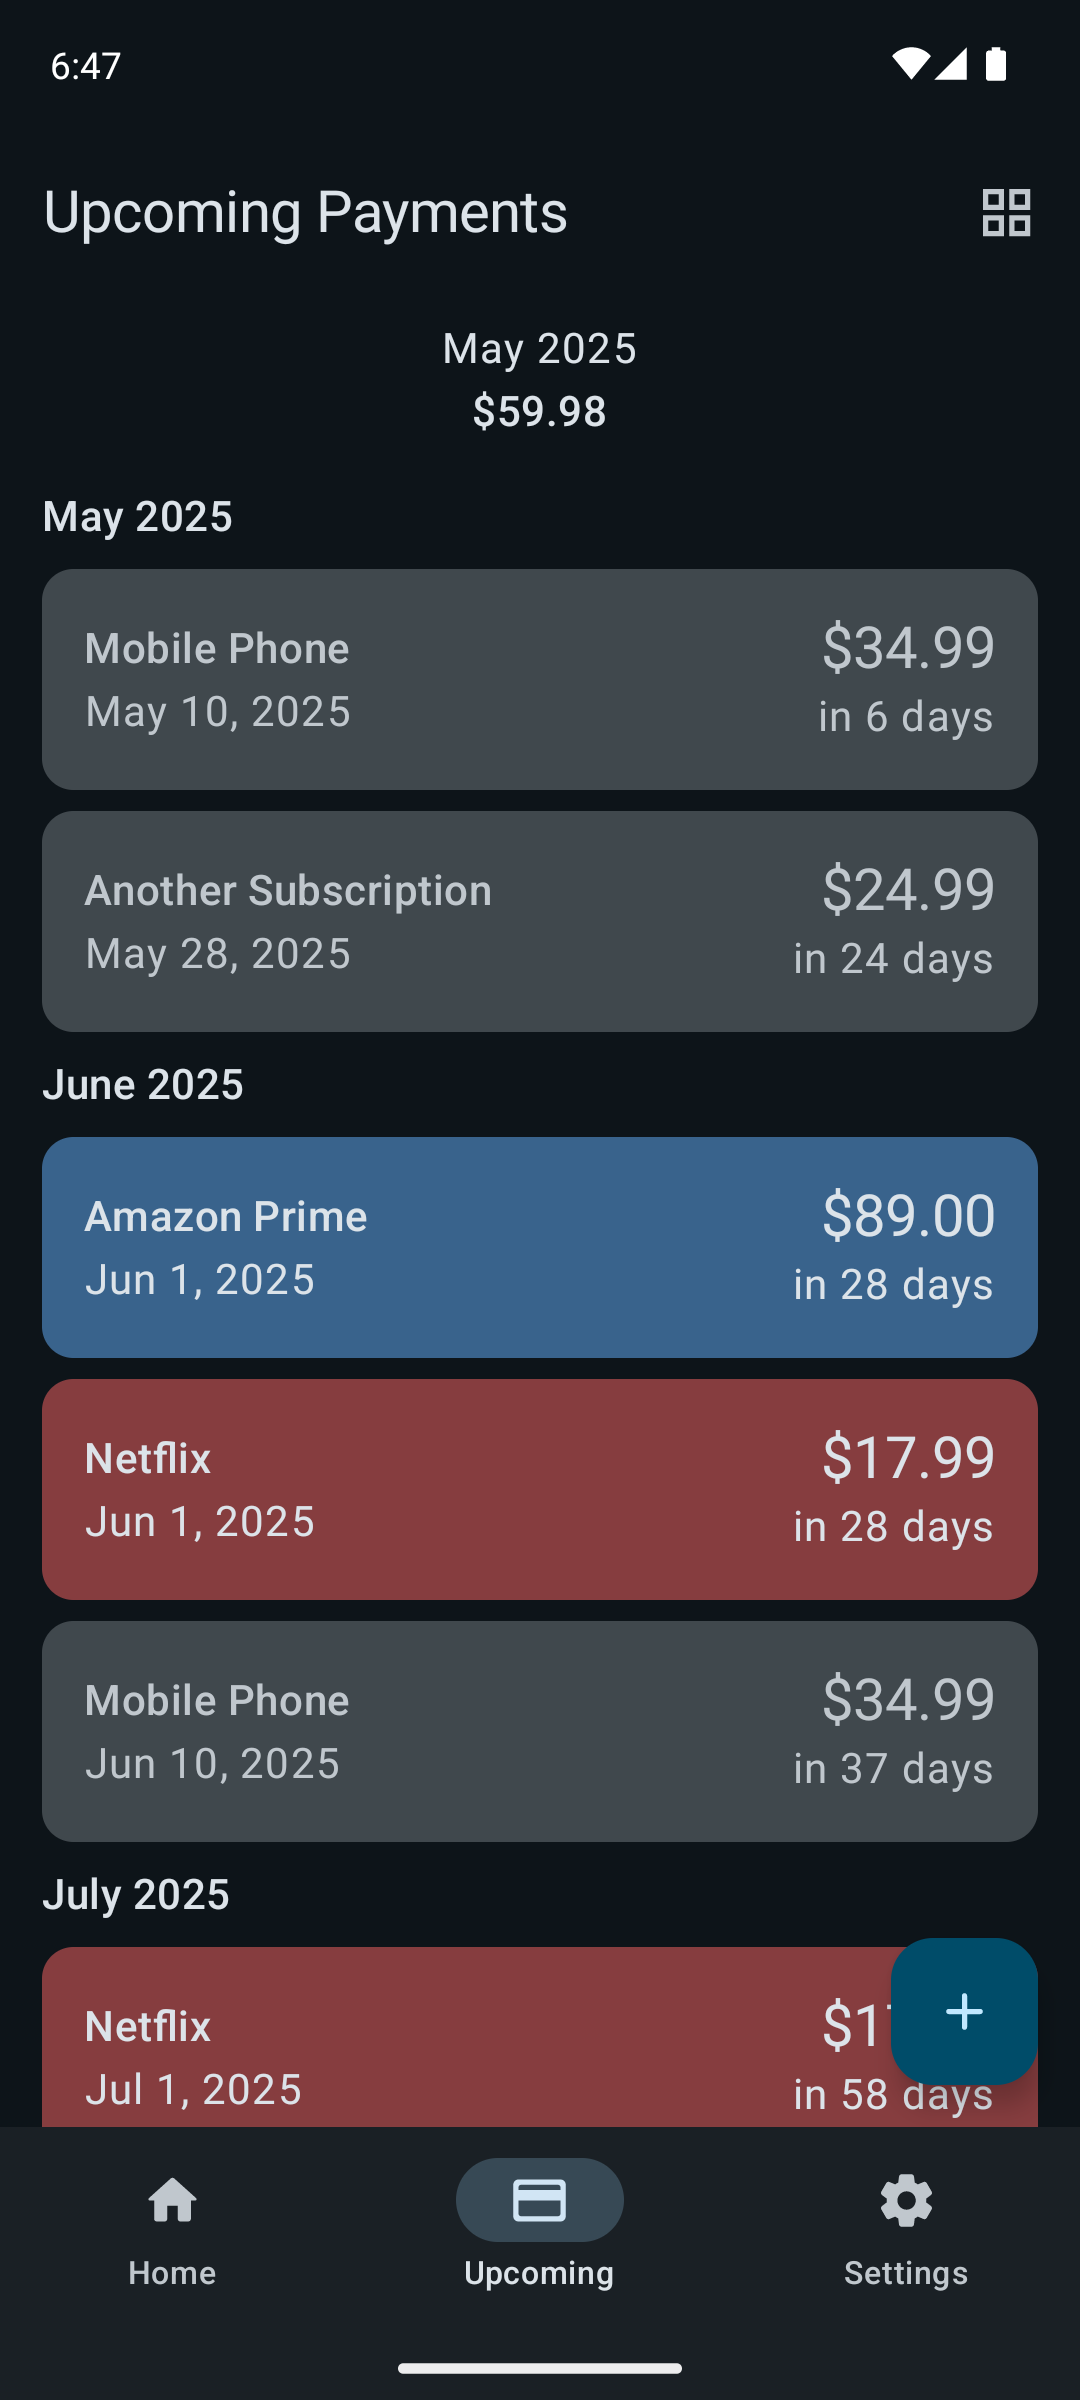 6:47
Upcoming Payments
May 2025
$59.98
May 2025
Mobile Phone
$34.99
May 10, 2025
in 6 days
Another Subscription
$24.99
May 28, 2025
in 24 days
June 2025
Amazon Prime
$89.00
Jun 1, 2025
in 28 days
Netflix
$17.99
Jun 1, 2025
in 28 days
Mobile Phone
$34.99
Jun 10, 2025
in 37 days
July 2025
Netflix
Jul 1, 2025
in 58 days
Home
Upcoming
Settings